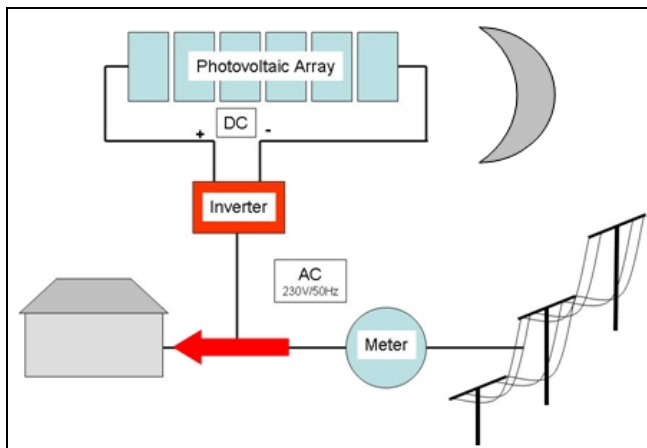 Photovoltaic Array
DC
+ -
Inverter
AC
230V/50Hz
Meter